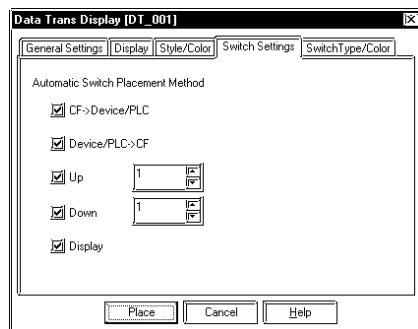 Data Trans Display [DT_001]
General Settings Display Style/Color Switch Settings SwitchType/Color
Automatic Switch Placement Method
CF->Device/PLC
Device/PLC->CF
Up 1
Down 1
Display
Place Cancel Help